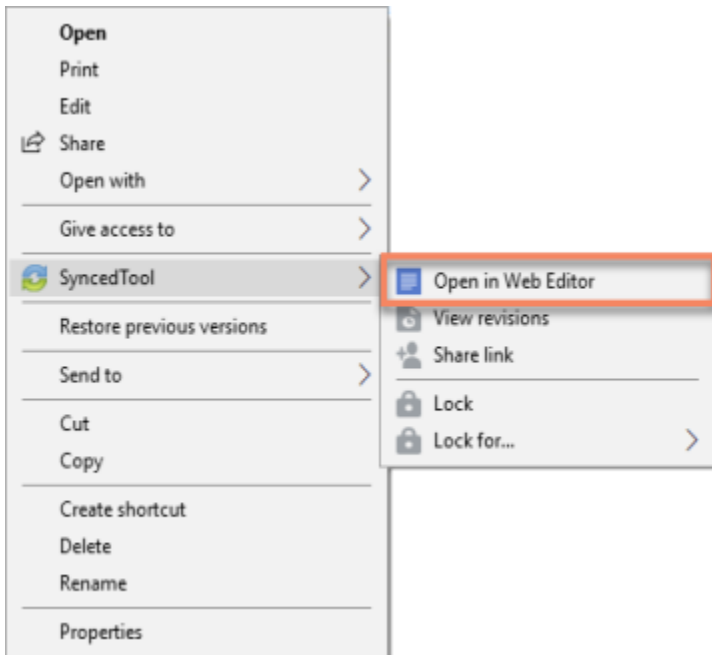 Open
Print
Edit
Share
Open with
Give access to
SyncedTool
Restore previous versions
Send to
Cut
Copy
Create shortcut
Delete
Rename
Properties
Open in Web Editor
View revisions
Share link
Lock
Lock for...